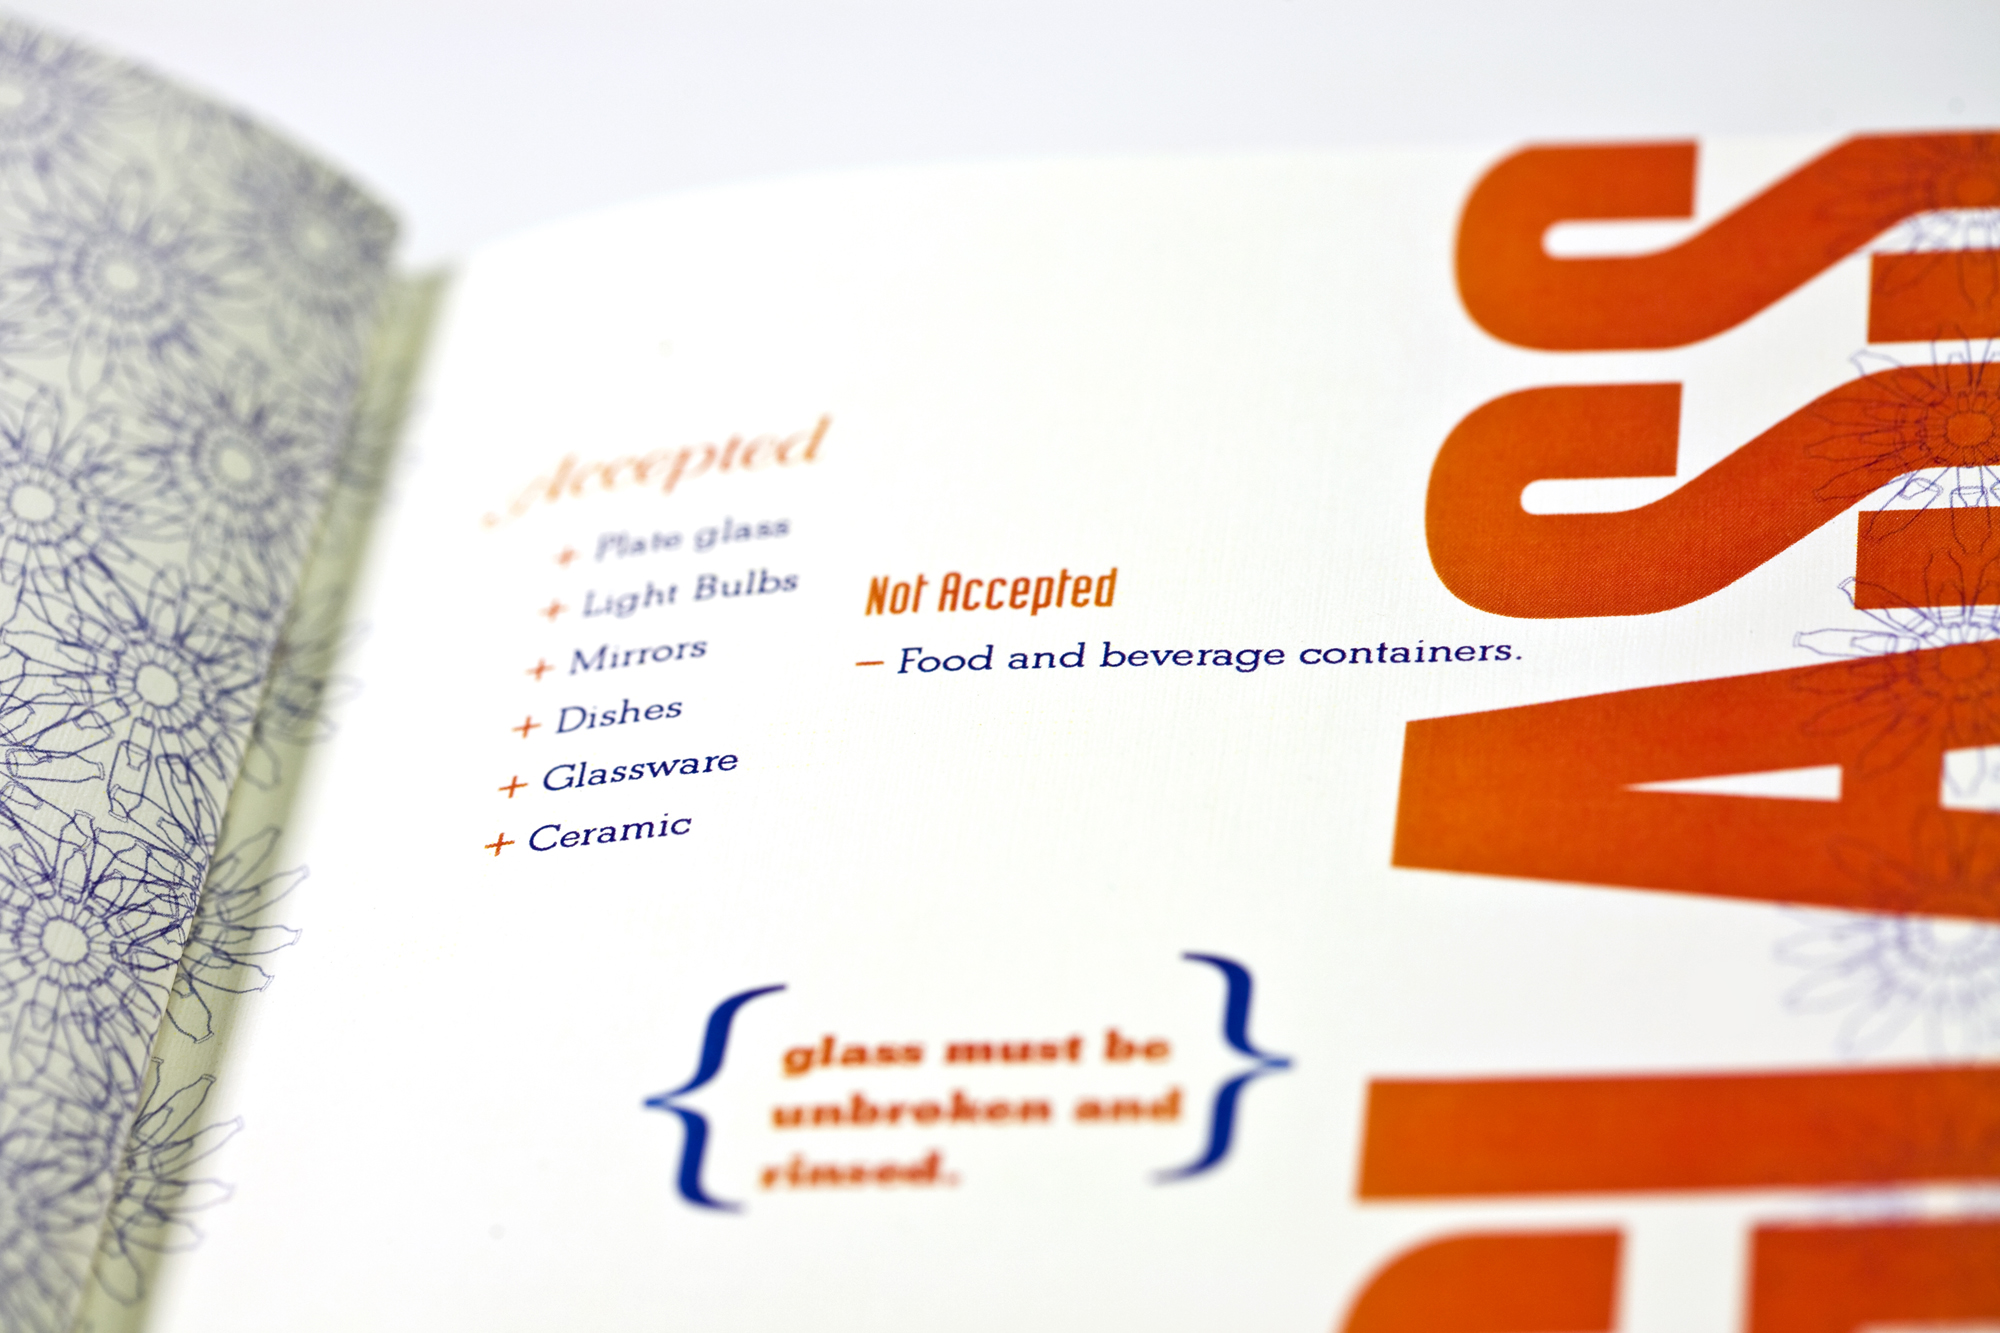 Accepted
+ Plate glass
+ Light Bulbs
+ Mirrors
+ Dishes
+ Glassware
+ Ceramic
Not Accepted
– Food and beverage containers.
{ glass must be
unbroken and
rinsed. }
GLASS